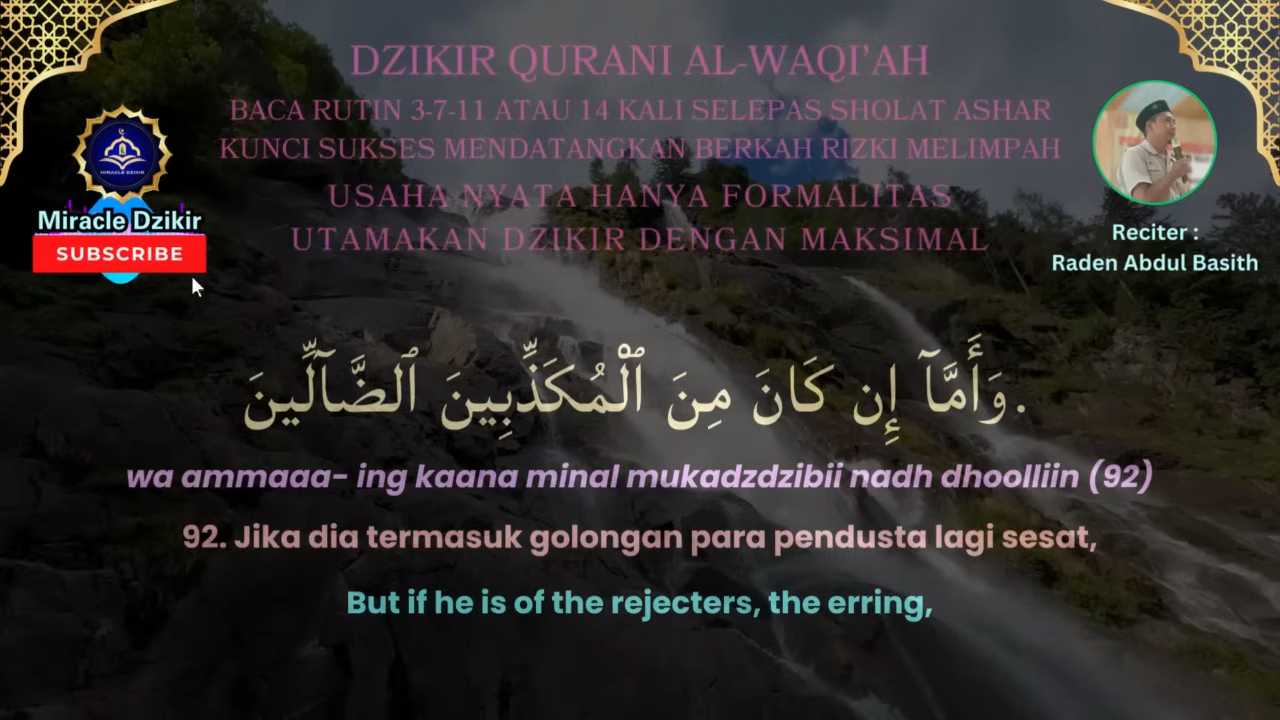 DZIKIR QURANI AL-WAQI'AH
BACA RUTIN 3-7-11 ATAU 14 KALI SELEPAS SHOLAT ASHAR
KUNCI SUKSES MENDATANGKAN BERKAH RIZKI MELIMPAH
USAHA NYATA HANYA FORMALITAS
UTAMAKAN DZIKIR DENGAN MAKSIMAL
MIRACLE DZIKIR
Miracle Dzikir
SUBSCRIBE
Reciter :
Raden Abdul Basith
وَأَمَّآ إِن كَانَ مِنَ ٱلْمُكَذِّبِينَ ٱلضَّآلِّينَ.
wa ammaaa- ing kaana minal mukadzdzibii nadh dhoolliin (92)
92. Jika dia termasuk golongan para pendusta lagi sesat,
But if he is of the rejecters, the erring,